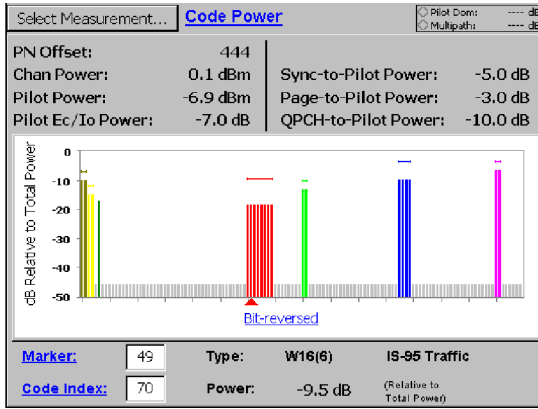 Select Measurement...
Code Power
Pilot Dom: ---- dB
Multipath: ---- dB
PN Offset: 444
Chan Power: 0.1 dBm
Sync-to-Pilot Power: -5.0 dB
Pilot Power: -6.9 dBm
Page-to-Pilot Power: -3.0 dB
Pilot Ec/Io Power: -7.0 dB
QPCH-to-Pilot Power: -10.0 dB
dB Relative to Total Power
0
-10
-20
-30
-40
-50
Bit-reversed
Marker: 49
Type: W16(6) IS-95 Traffic
Code Index: 70
Power: -9.5 dB
(Relative to
Total Power)